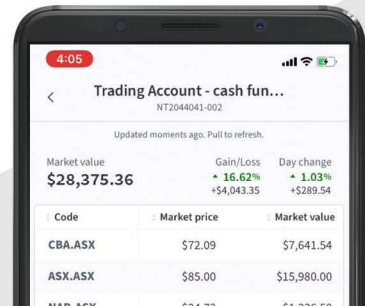 4:05
Trading Account - cash fun...
NT2044041-002
Updated moments ago. Pull to refresh.
Market value Gain/Loss Day change
$28,375.36 16.62% 1.03%
+$4,043.35 +$289.54
Code Market price Market value
CBA.ASX $72.09 $7,641.54
ASX.ASX $85.00 $15,980.00